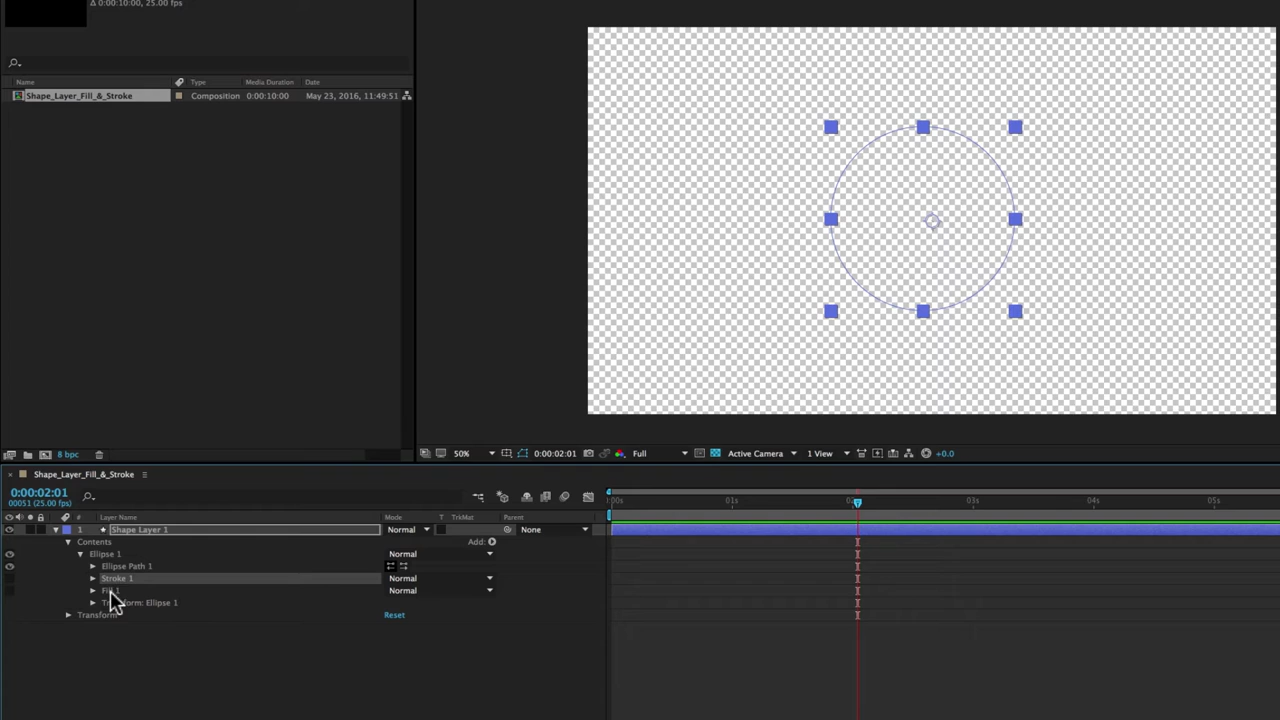 Δ 0:00:10:00, 25.00 fps)
Name Type Media Duration Date
Shape_Layer_Fill_&_Stroke Composition 0:00:10:00 May 23, 2016, 11:49:51
8 bpc 50% 0:00:02:01 Full Active Camera 1 View +0.0
Shape_Layer_Fill_&_Stroke
0:00:02:01
00051 (25.00 fps)
:00s 01s 03s 04s 05s
# Layer Name Mode T TrkMat Parent
1 Shape Layer 1 Normal None
Contents Add:
Ellipse 1 Normal
Ellipse Path 1
Stroke 1 Normal
Fill 1 Normal
Transform: Ellipse 1
Transform Reset